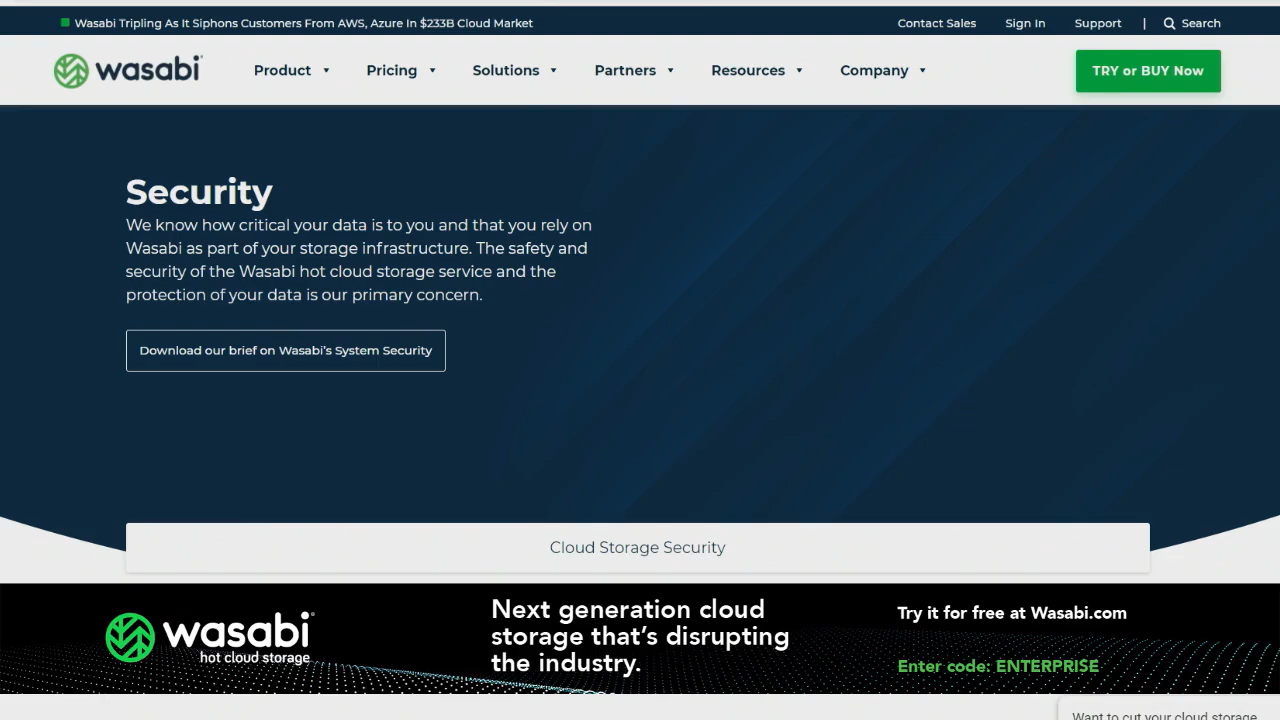 Wasabi Tripling As It Siphons Customers From AWS, Azure In $233B Cloud Market
Contact Sales
Sign In
Support
|
Search
wasabi
Product
Pricing
Solutions
Partners
Resources
Company
TRY or BUY Now
Security
We know how critical your data is to you and that you rely on
Wasabi as part of your storage infrastructure. The safety and
security of the Wasabi hot cloud storage service and the
protection of your data is our primary concern.
Download our brief on Wasabi's System Security
Cloud Storage Security
wasabi
hot cloud storage
Next generation cloud
storage that's disrupting
the industry.
Try it for free at Wasabi.com
Enter code: ENTERPRISE
Want to cut your cloud storage